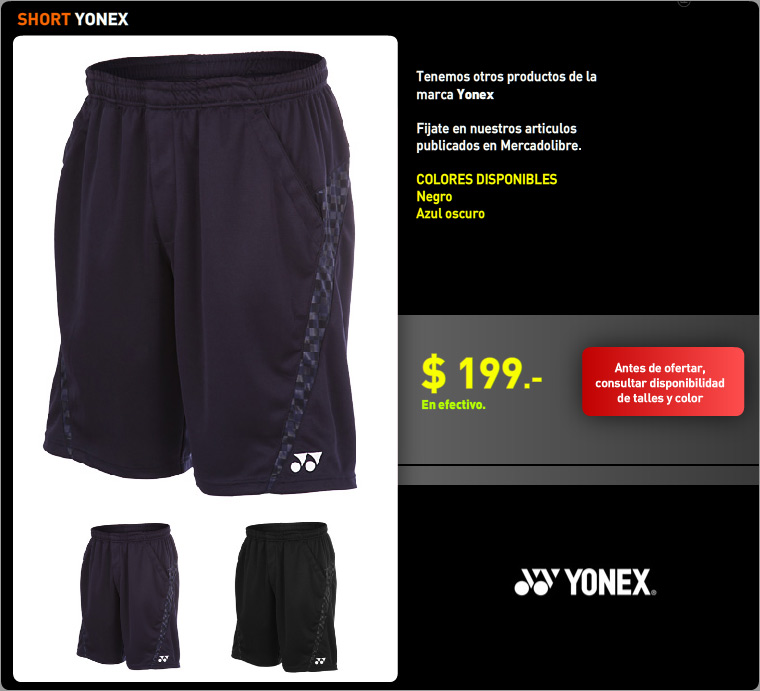 SHORT YONEX
Tenemos otros productos de la
marca Yonex
Fijate en nuestros articulos
publicados en Mercadolibre.
COLORES DISPONIBLES
Negro
Azul oscuro
$ 199.-
En efectivo.
Antes de ofertar,
consultar disponibilidad
de talles y color
YONEX®